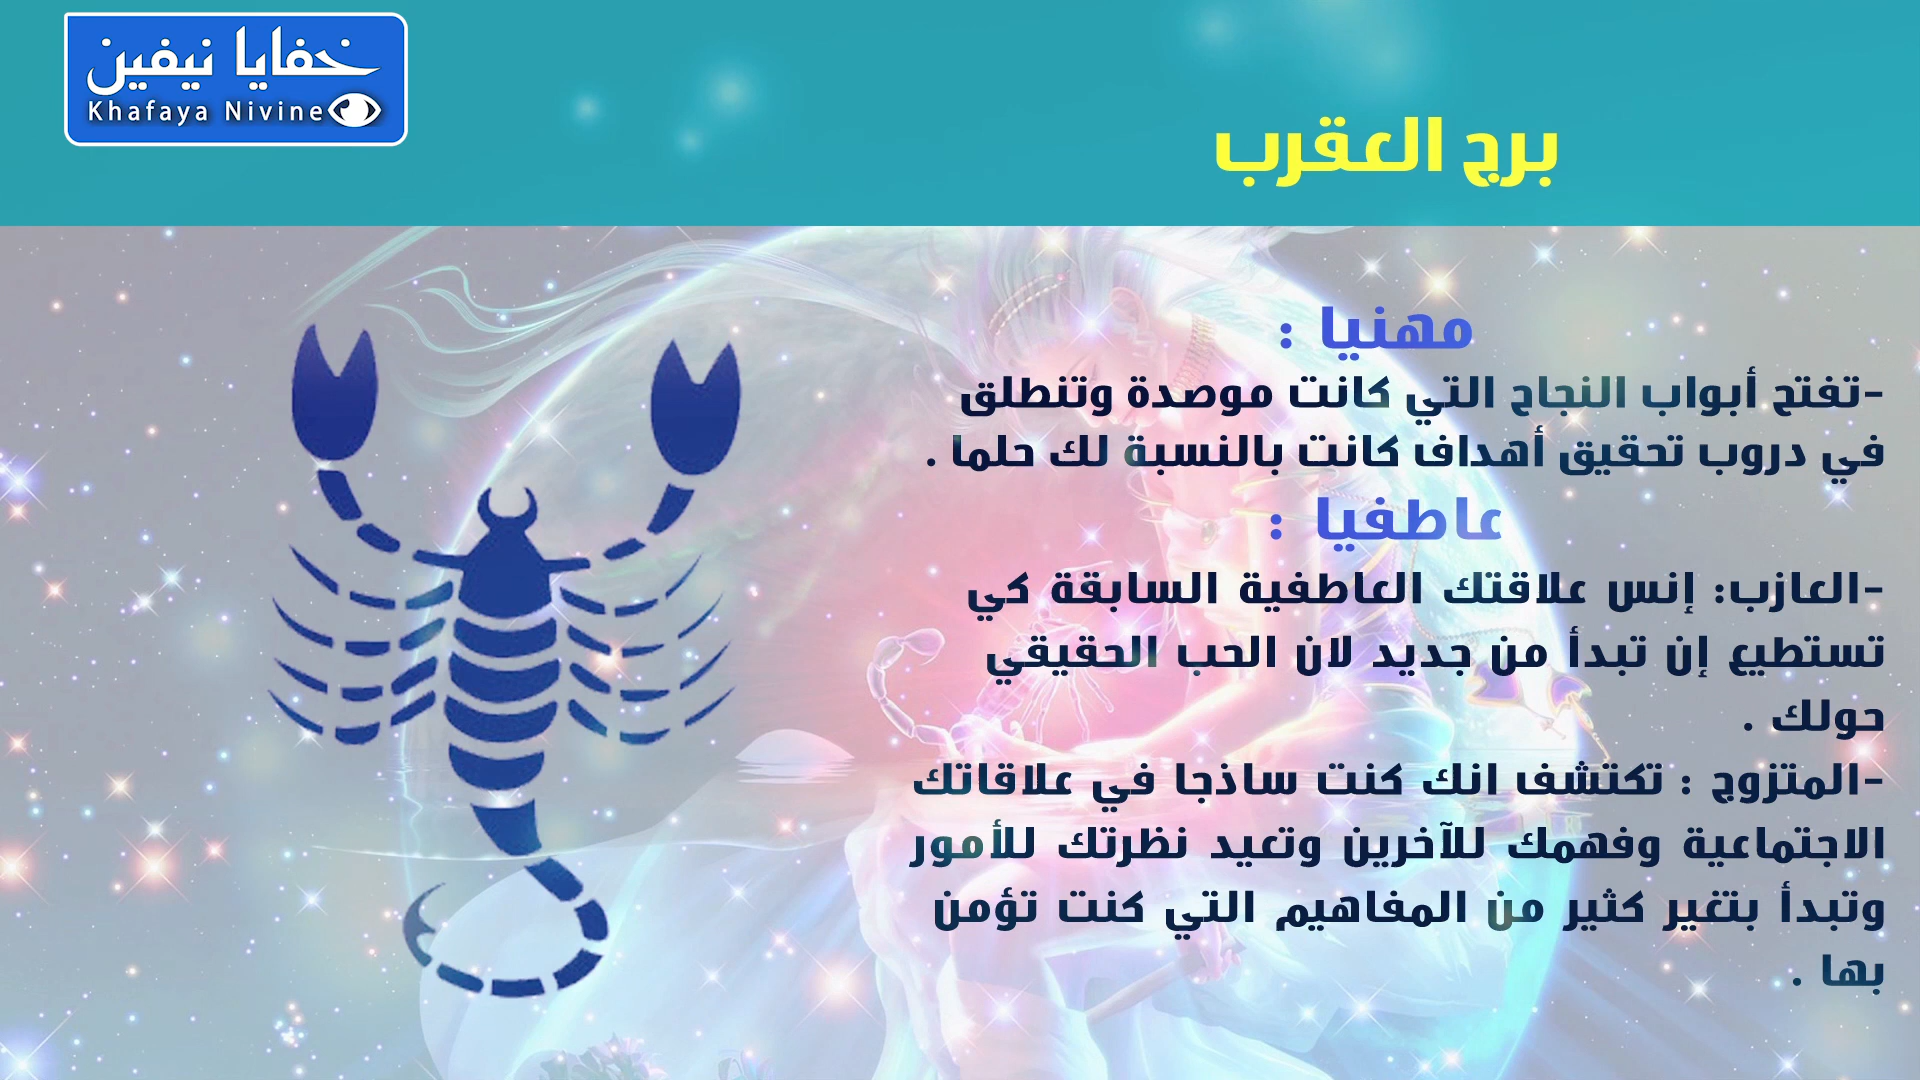 خفايا نيفين
Khafaya Nivine
برج العقرب
مهنيا :
-تفتح أبواب النجاح التي كانت موصدة وتنطلق
في دروب تحقيق أهداف كانت بالنسبة لك حلما .
عاطفيا :
-العازب: إنس علاقتك العاطفية السابقة كي
تستطيع إن تبدأ من جديد لان الحب الحقيقي
حولك .
-المتزوج : تكتشف انك كنت ساذجا في علاقاتك
الاجتماعية وفهمك للآخرين وتعيد نظرتك للأمور
وتبدأ بتغير كثير من المفاهيم التي كنت تؤمن
بها .